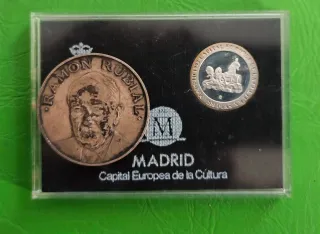 RAMON RUBIAL
M
MADRID
Capital Europea de la Cultura